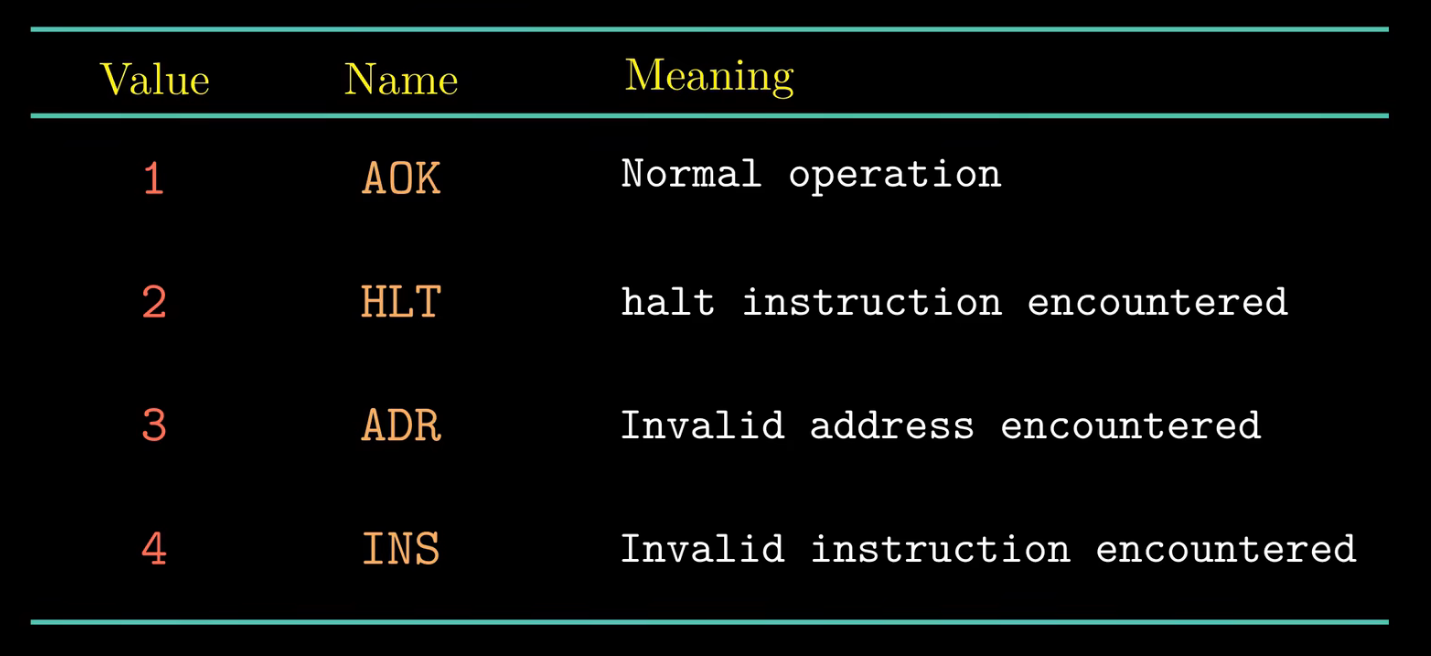 Value Name Meaning
1 AOK Normal operation
2 HLT halt instruction encountered
3 ADR Invalid address encountered
4 INS Invalid instruction encountered